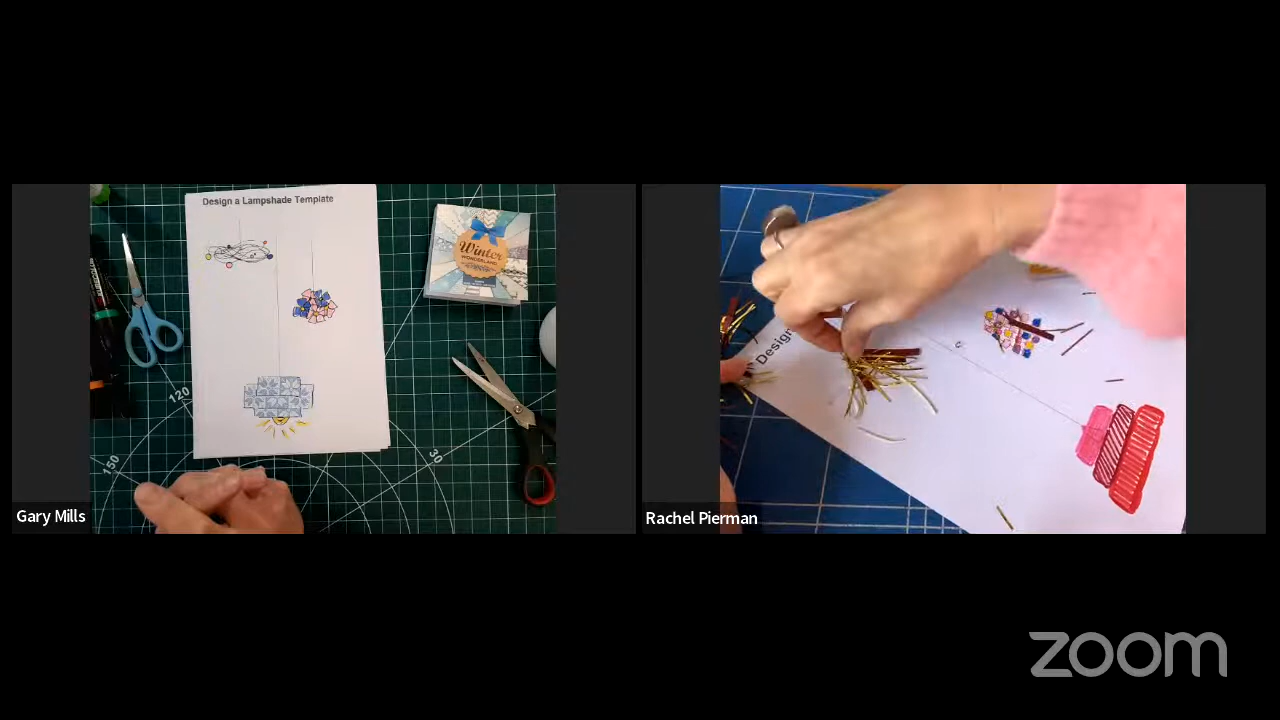 Design a Lampshade Template
Winter
WONDERLAND
120
150
30
Gary Mills
Design
Rachel Pierman
zoom